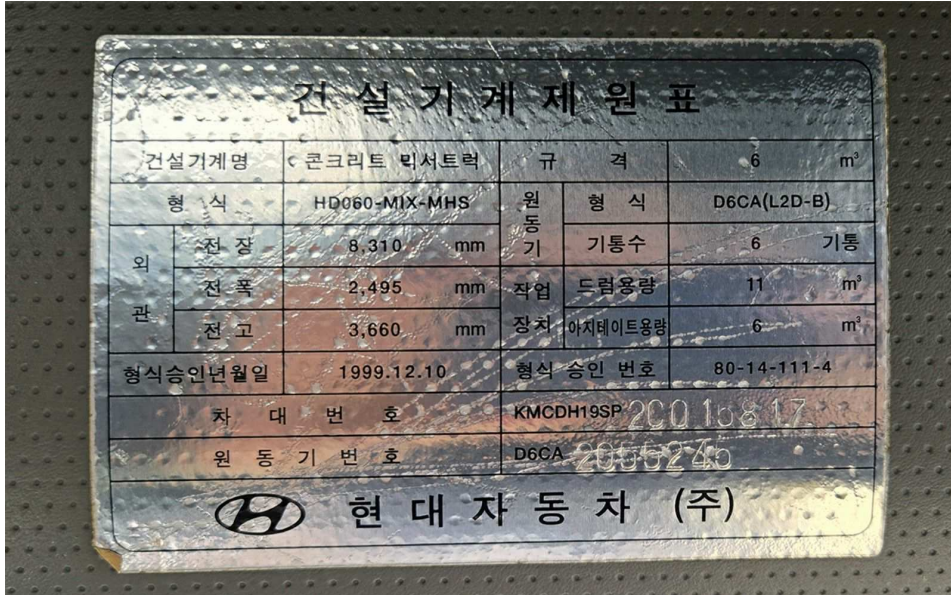 건설기계제원표
건설기계명 콘크리트 믹서트럭 규격 6 m³
형식 HD060-MIX-MHS 원동기 형식 D6CA(L2D-B)
외관 전장 8,310 mm 기통수 6 기통
전폭 2,495 mm 작업장치 드럼용량 11 m³
전고 3,660 mm 아지테이트용량 6 m³
형식승인년월일 1999.12.10 형식 승인 번호 80-14-111-4
차대번호 KMCDH19SP
원동기번호 D6CA
현대자동차 (주)